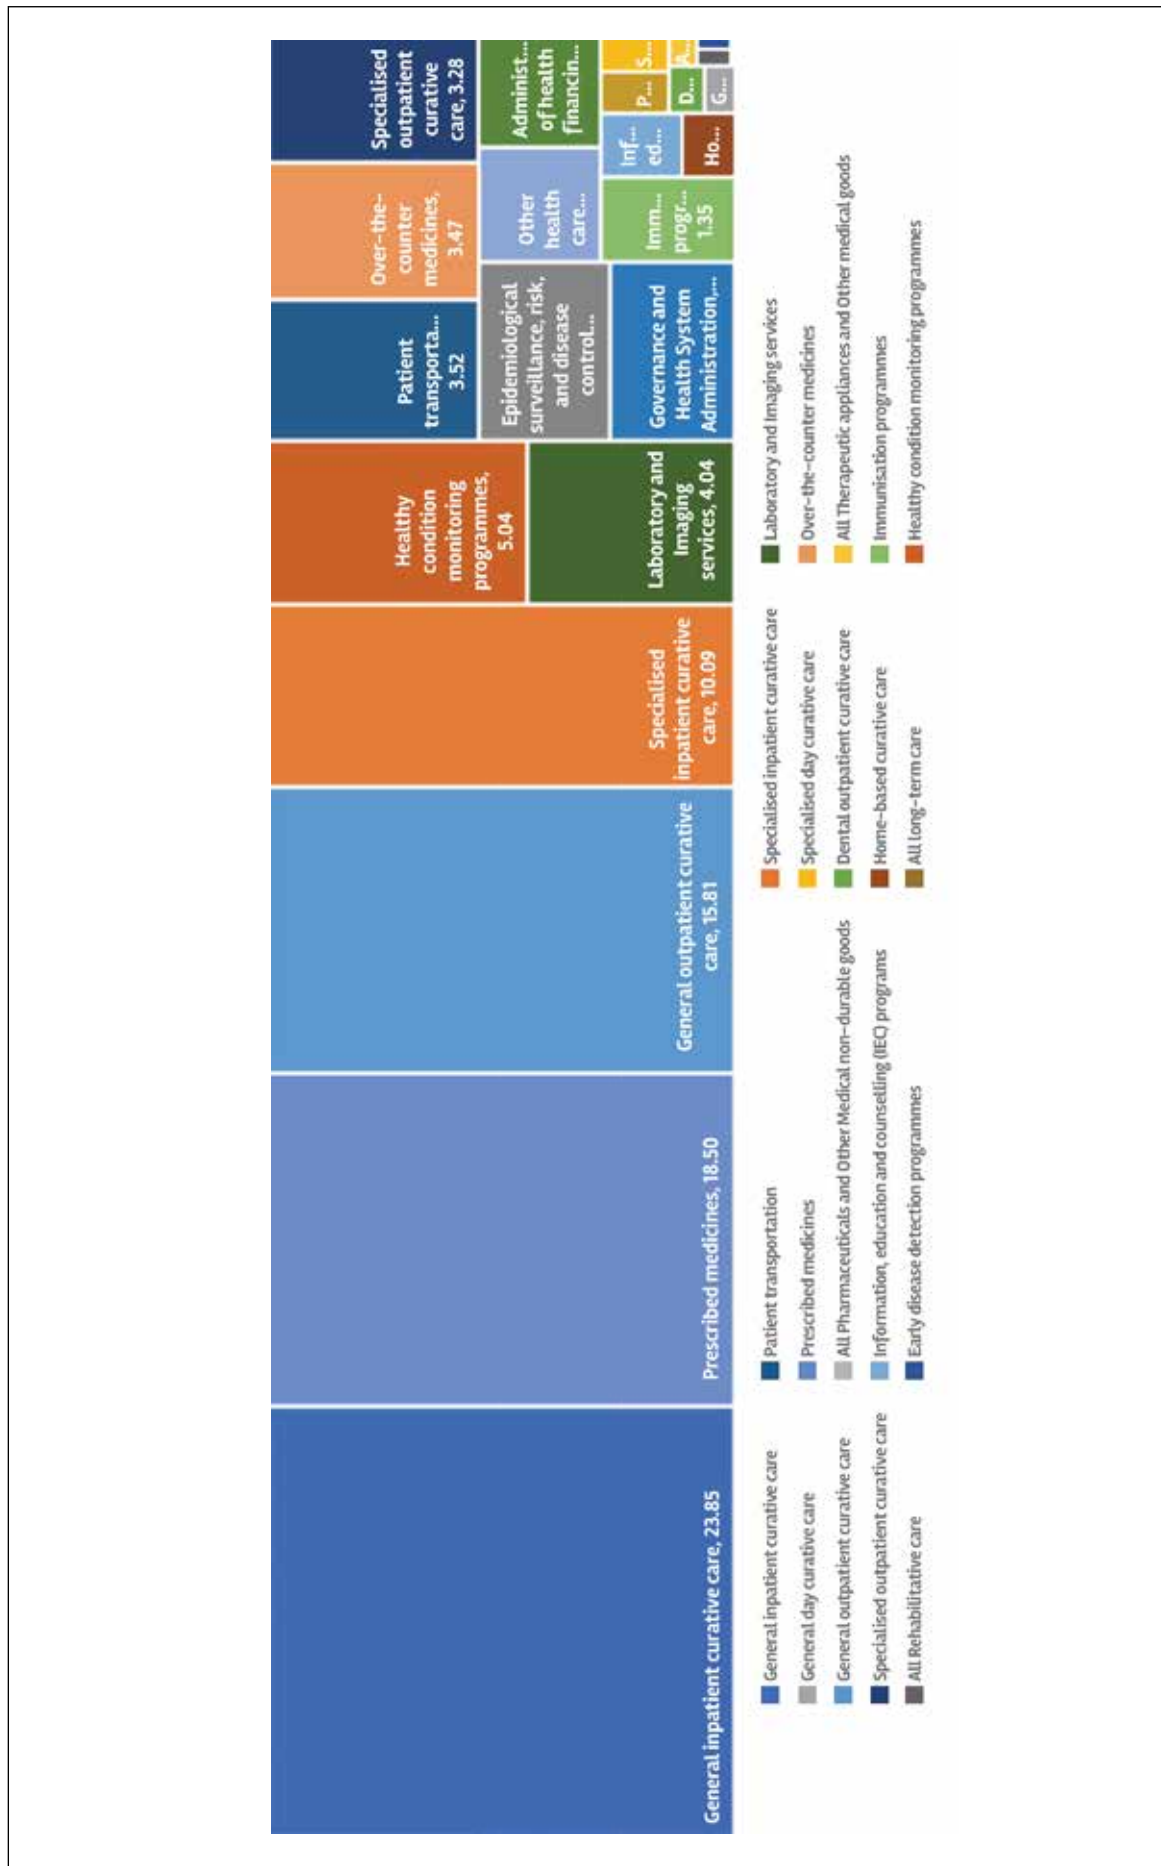 General inpatient curative care, 23.85
Prescribed medicines, 18.50
General outpatient curative
care, 15.81
Specialised
inpatient curative
care, 10.09
Healthy
condition
monitoring
programmes,
5.04
Laboratory and
Imaging
services, 4.04
Patient
transporta...
3.52
Over-the-
counter
medicines,
3.47
Specialised
outpatient
curative
care, 3.28
Epidemiological
surveillance, risk,
and disease
control...
Governance and
Health System
Administration,...
Other
health
care...
Administ...
of health
financin...
Imm...
progr...
1.35
Inf...
ed...
Ho...
P...
S...
D...
G...
A...
General inpatient curative care
General day curative care
General outpatient curative care
Specialised outpatient curative care
All Rehabilitative care
Patient transportation
Prescribed medicines
All Pharmaceuticals and Other Medical non-durable goods
Information, education and counselling (IEC) programs
Early disease detection programmes
Specialised inpatient curative care
Specialised day curative care
Dental outpatient curative care
Home-based curative care
All long-term care
Laboratory and Imaging services
Over-the-counter medicines
All Therapeutic appliances and Other medical goods
Immunisation programmes
Healthy condition monitoring programmes